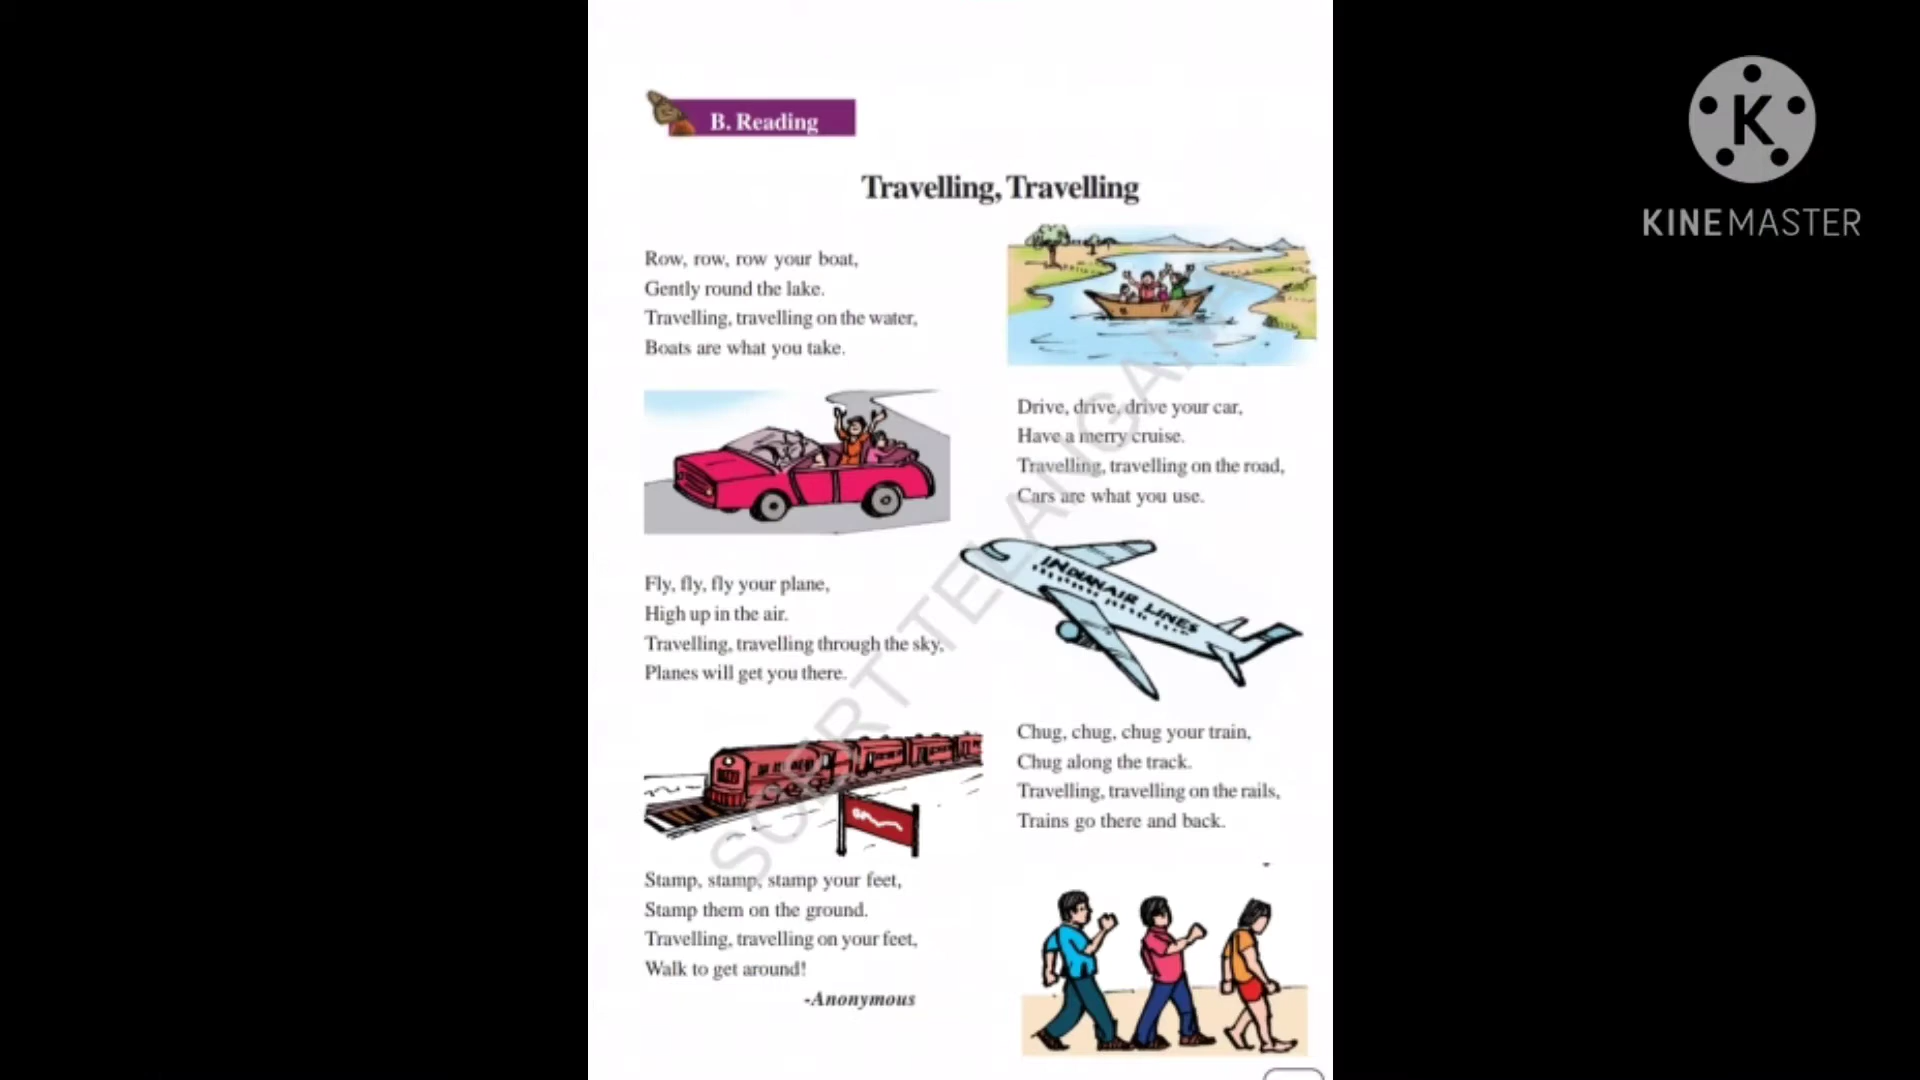 B. Reading
Travelling, Travelling
Row, row, row your boat,
Gently round the lake.
Travelling, travelling on the water,
Boats are what you take.
Drive, drive, drive your car,
Have a merry cruise.
Travelling, travelling on the road,
Cars are what you use.
Fly, fly, fly your plane,
High up in the air.
Travelling, travelling through the sky,
Planes will get you there.
INDIAN AIR LINES
Chug, chug, chug your train,
Chug along the track.
Travelling, travelling on the rails,
Trains go there and back.
Stamp, stamp, stamp your feet,
Stamp them on the ground.
Travelling, travelling on your feet,
Walk to get around!
-Anonymous
SCERT TELANGANA
K
KINEMASTER